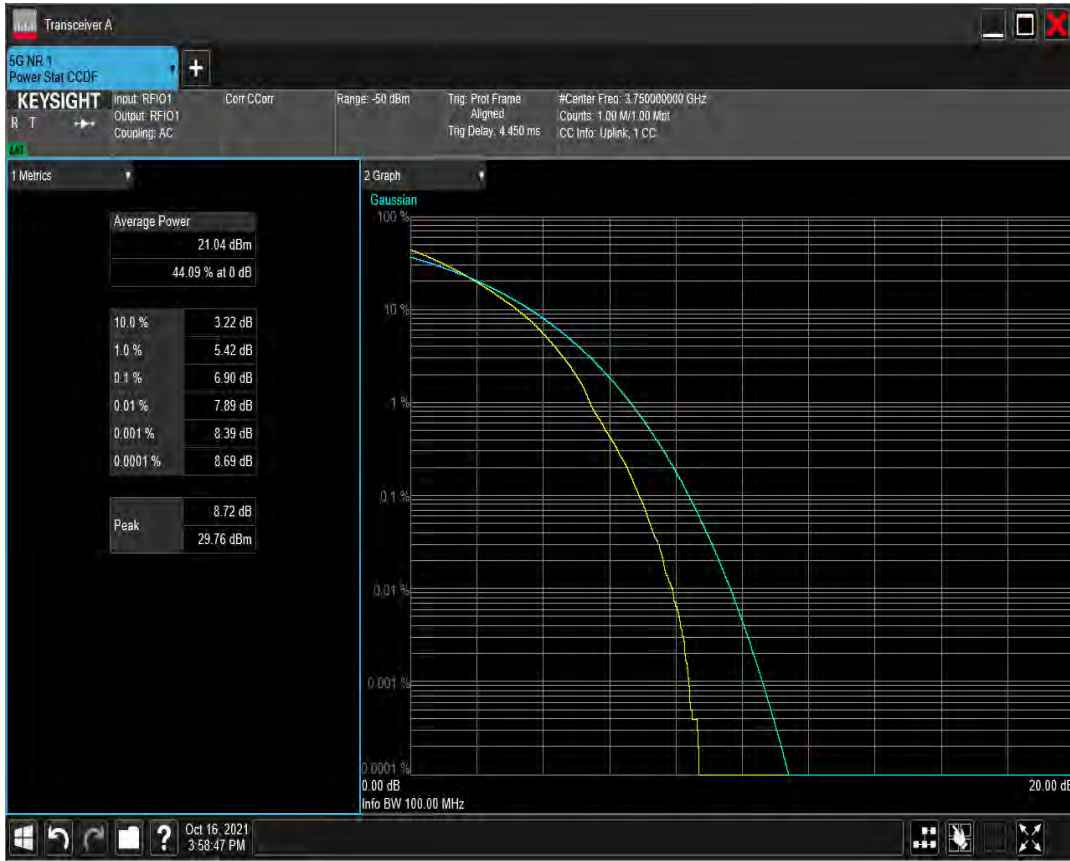 Transceiver A
5G NR 1
Power Stat CCDF
+
KEYSIGHT
R T
LXI
Input: RFIO1
Output: RFIO1
Coupling: AC
Corr CCorr
Range: -50 dBm
Trig: Prot Frame
Aligned
Trig Delay: 4.450 ms
#Center Freq: 3.750000000 GHz
Counts: 1.00 M/1.00 Mpt
CC Info: Uplink, 1 CC
1 Metrics
Average Power
21.04 dBm
44.09 % at 0 dB
10.0 % 3.22 dB
1.0 % 5.42 dB
0.1 % 6.90 dB
0.01 % 7.89 dB
0.001 % 8.39 dB
0.0001 % 8.69 dB
Peak 8.72 dB
29.76 dBm
2 Graph
Gaussian
100 %
10 %
1 %
0.1 %
0.01 %
0.001 %
0.0001 %
0.00 dB
20.00 dB
Info BW 100.00 MHz
?
Oct 16, 2021
3:58:47 PM